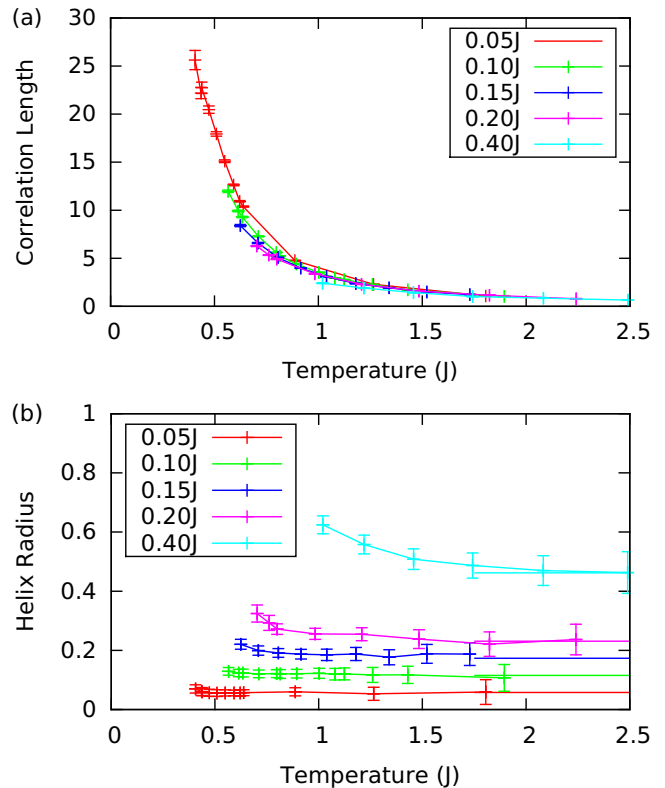 (a)
30
25
20
15
10
5
0
Correlation Length
0.05J
0.10J
0.15J
0.20J
0.40J
0 0.5 1 1.5 2 2.5
Temperature (J)
(b)
1
0.8
0.6
0.4
0.2
0
Helix Radius
0.05J
0.10J
0.15J
0.20J
0.40J
0 0.5 1 1.5 2 2.5
Temperature (J)